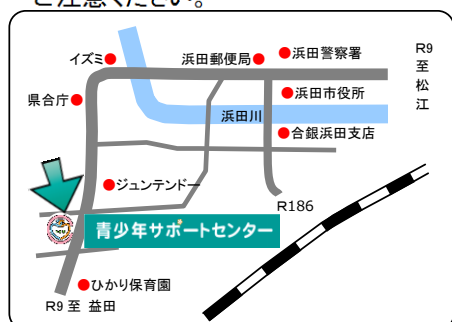 ご注意ください。
イズミ
浜田郵便局
浜田警察署
R9
至
松
江
県合庁
浜田市役所
浜田川
合銀浜田支店
ジュンテンドー
R186
青少年サポートセンター
ひかり保育園
R9 至 益田